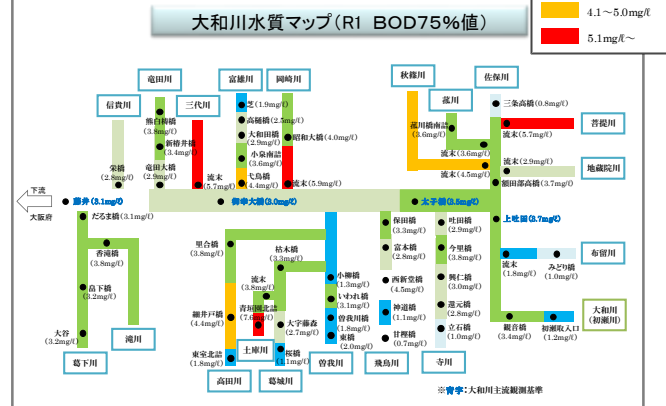 大和川水質マップ(R1 BOD75%値)
4.1～5.0mg/ℓ
5.1mg/ℓ～
竜田川
富雄川
岡崎川
秋篠川
佐保川
信貴川
三代川
菰川
熊白檮橋
(3.8mg/ℓ)
新椿井橋
(3.4mg/ℓ)
竜田大橋
(2.9mg/ℓ)
栄橋
(2.8mg/ℓ)
流末
(5.7mg/ℓ)
芝(1.9mg/ℓ)
高樋橋(2.5mg/ℓ)
大和田橋
(2.9mg/ℓ)
小泉南詰
(3.6mg/ℓ)
弋鳥橋
(4.4mg/ℓ)
昭和大橋(4.0mg/ℓ)
流末(5.9mg/ℓ)
菰川橋南詰
(3.6mg/ℓ)
流末
(3.6mg/ℓ)
流末
(4.5mg/ℓ)
三条高橋(0.8mg/ℓ)
流末(5.7mg/ℓ)
菩提川
流末(2.9mg/ℓ)
地蔵院川
額田部高橋(3.7mg/ℓ)
下流
大阪府
藤井(3.1mg/ℓ)
御幸大橋(3.0mg/ℓ)
太子橋(3.5mg/ℓ)
上吐田(3.7mg/ℓ)
だるま橋(3.1mg/ℓ)
香滝橋
(3.8mg/ℓ)
畠下橋
(3.2mg/ℓ)
大谷
(3.2mg/ℓ)
滝川
葛下川
里合橋
(3.8mg/ℓ)
細井戸橋
(4.4mg/ℓ)
東室北詰
(1.8mg/ℓ)
高田川
枯木橋
(3.3mg/ℓ)
流末
(3.8mg/ℓ)
青垣園北詰
(7.6mg/ℓ)
土庫川
大字藤森
(2.7mg/ℓ)
桜橋
(1.1mg/ℓ)
葛城川
小柳橋
(1.3mg/ℓ)
いわれ橋
(3.1mg/ℓ)
曽我川橋
(1.8mg/ℓ)
東橋
(2.0mg/ℓ)
曽我川
保田橋
(3.3mg/ℓ)
富本橋
(2.8mg/ℓ)
西新堂橋
(4.5mg/ℓ)
神道橋
(1.1mg/ℓ)
甘樫橋
(0.7mg/ℓ)
飛鳥川
吐田橋
(2.9mg/ℓ)
今里橋
(3.8mg/ℓ)
興仁橋
(3.0mg/ℓ)
還元橋
(2.8mg/ℓ)
立石橋
(1.0mg/ℓ)
寺川
流末
(1.8mg/ℓ)
みどり橋
(1.0mg/ℓ)
布留川
観音橋
(3.4mg/ℓ)
初瀬取入口
(1.2mg/ℓ)
大和川
(初瀬川)
※青字:大和川主流観測基準